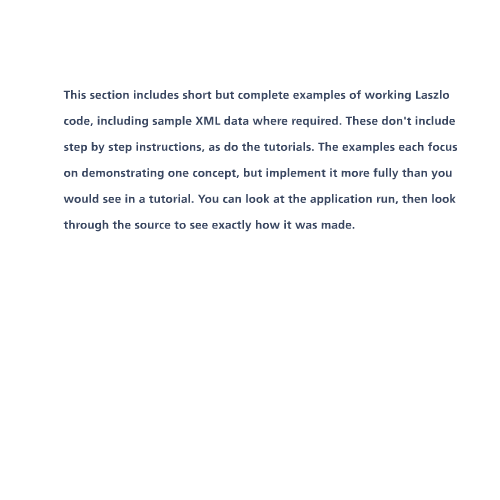 This section includes short but complete examples of working Laszlo
code, including sample XML data where required. These don't include
step by step instructions, as do the tutorials. The examples each focus
on demonstrating one concept, but implement it more fully than you
would see in a tutorial. You can look at the application run, then look
through the source to see exactly how it was made.